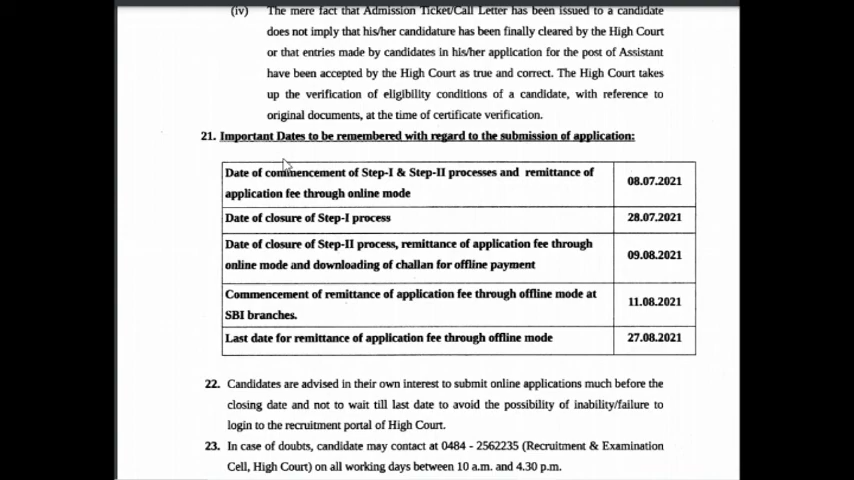 (iv) The mere fact that Admission Ticket/Call Letter has been issued to a candidate
does not imply that his/her candidature has been finally cleared by the High Court
or that entries made by candidates in his/her application for the post of Assistant
have been accepted by the High Court as true and correct. The High Court takes
up the verification of eligibility conditions of a candidate, with reference to
original documents, at the time of certificate verification.
21. Important Dates to be remembered with regard to the submission of application:
Date of commencement of Step-I & Step-II processes and remittance of
application fee through online mode
08.07.2021
Date of closure of Step-I process
28.07.2021
Date of closure of Step-II process, remittance of application fee through
online mode and downloading of challan for offline payment
09.08.2021
Commencement of remittance of application fee through offline mode at
SBI branches.
11.08.2021
Last date for remittance of application fee through offline mode
27.08.2021
22. Candidates are advised in their own interest to submit online applications much before the
closing date and not to wait till last date to avoid the possibility of inability/failure to
login to the recruitment portal of High Court.
23. In case of doubts, candidate may contact at 0484 - 2562235 (Recruitment & Examination
Cell, High Court) on all working days between 10 a.m. and 4.30 p.m.